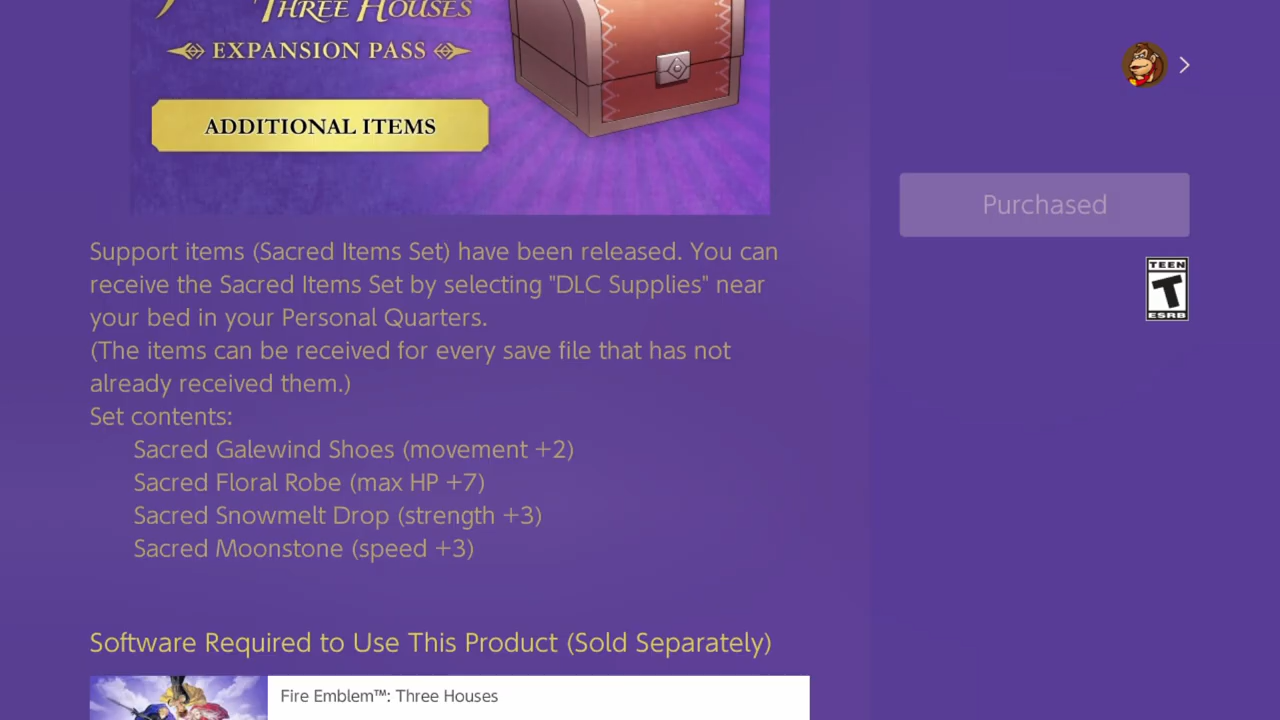 THREE HOUSES
EXPANSION PASS
ADDITIONAL ITEMS
Purchased
TEEN
T
ESRB
Support items (Sacred Items Set) have been released. You can
receive the Sacred Items Set by selecting "DLC Supplies" near
your bed in your Personal Quarters.
(The items can be received for every save file that has not
already received them.)
Set contents:
Sacred Galewind Shoes (movement +2)
Sacred Floral Robe (max HP +7)
Sacred Snowmelt Drop (strength +3)
Sacred Moonstone (speed +3)
Software Required to Use This Product (Sold Separately)
Fire Emblem™: Three Houses